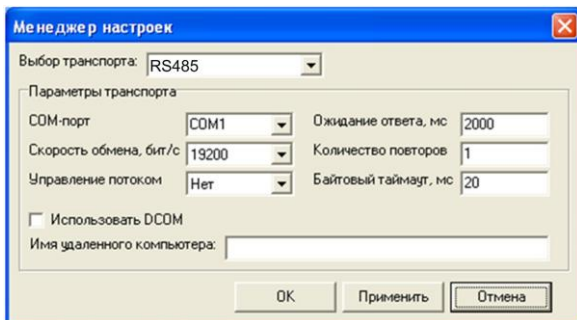 Менеджер настроек
Выбор транспорта: RS485
Параметры транспорта
COM-порт COM1 Ожидание ответа, мс 2000
Скорость обмена, бит/с 19200 Количество повторов 1
Управление потоком Нет Байтовый таймаут, мс 20
Использовать DCOM
Имя удаленного компьютера:
OK Применить Отмена